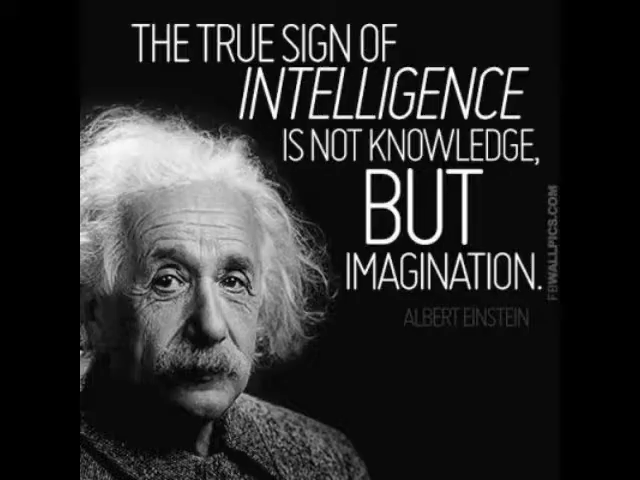 THE TRUE SIGN OF
INTELLIGENCE
IS NOT KNOWLEDGE,
BUT
IMAGINATION.
ALBERT EINSTEIN
FBWALLPICS.COM